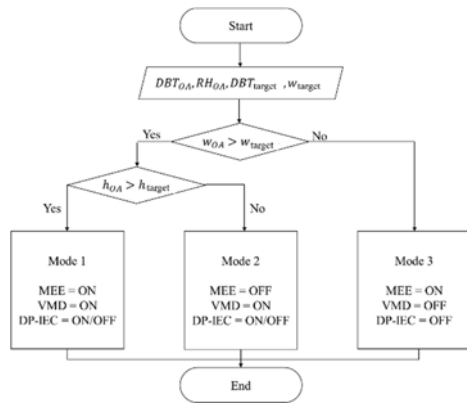 Start
DBT_OA, RH_OA, DBT_target , w_target
Yes
w_OA > w_target
No
h_OA > h_target
Yes
No
Mode 1
MEE = ON
VMD = ON
DP-IEC = ON/OFF
Mode 2
MEE = OFF
VMD = ON
DP-IEC = ON/OFF
Mode 3
MEE = ON
VMD = OFF
DP-IEC = OFF
End